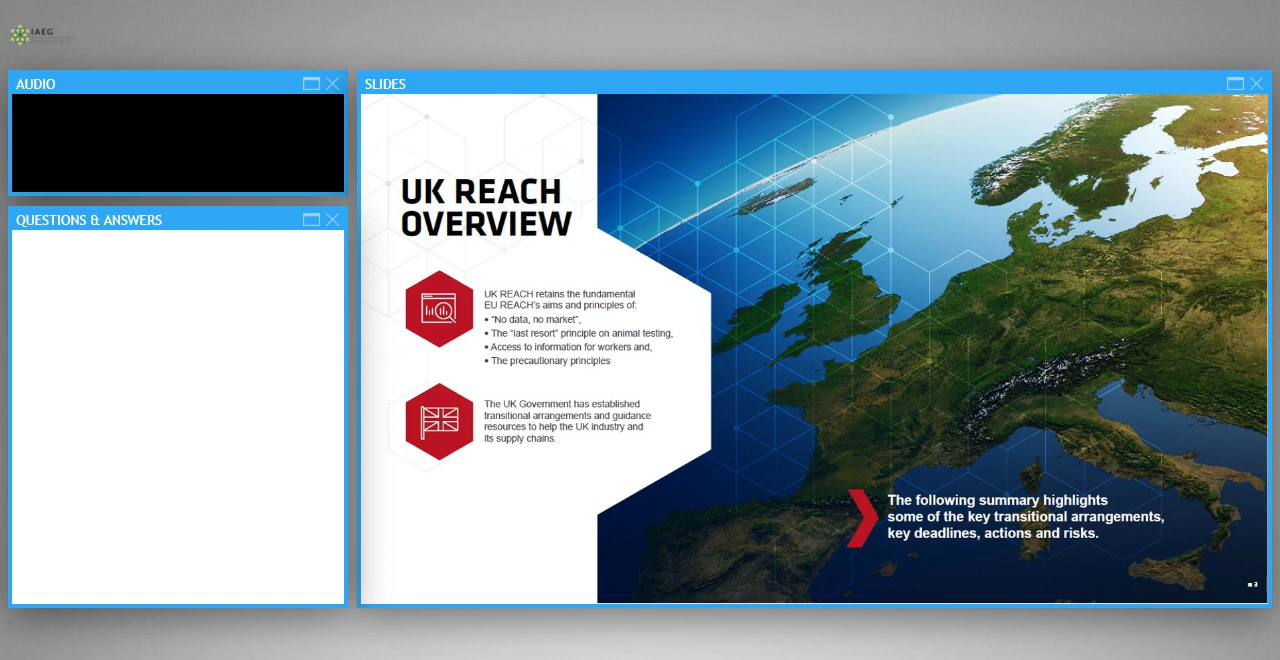 IAEG
AUDIO
QUESTIONS & ANSWERS
SLIDES
UK REACH
OVERVIEW
UK REACH retains the fundamental
EU REACH's aims and principles of:
• “No data, no market”,
• The “last resort” principle on animal testing,
• Access to information for workers and,
• The precautionary principles
The UK Government has established
transitional arrangements and guidance
resources to help the UK industry and
its supply chains.
The following summary highlights
some of the key transitional arrangements,
key deadlines, actions and risks.
3